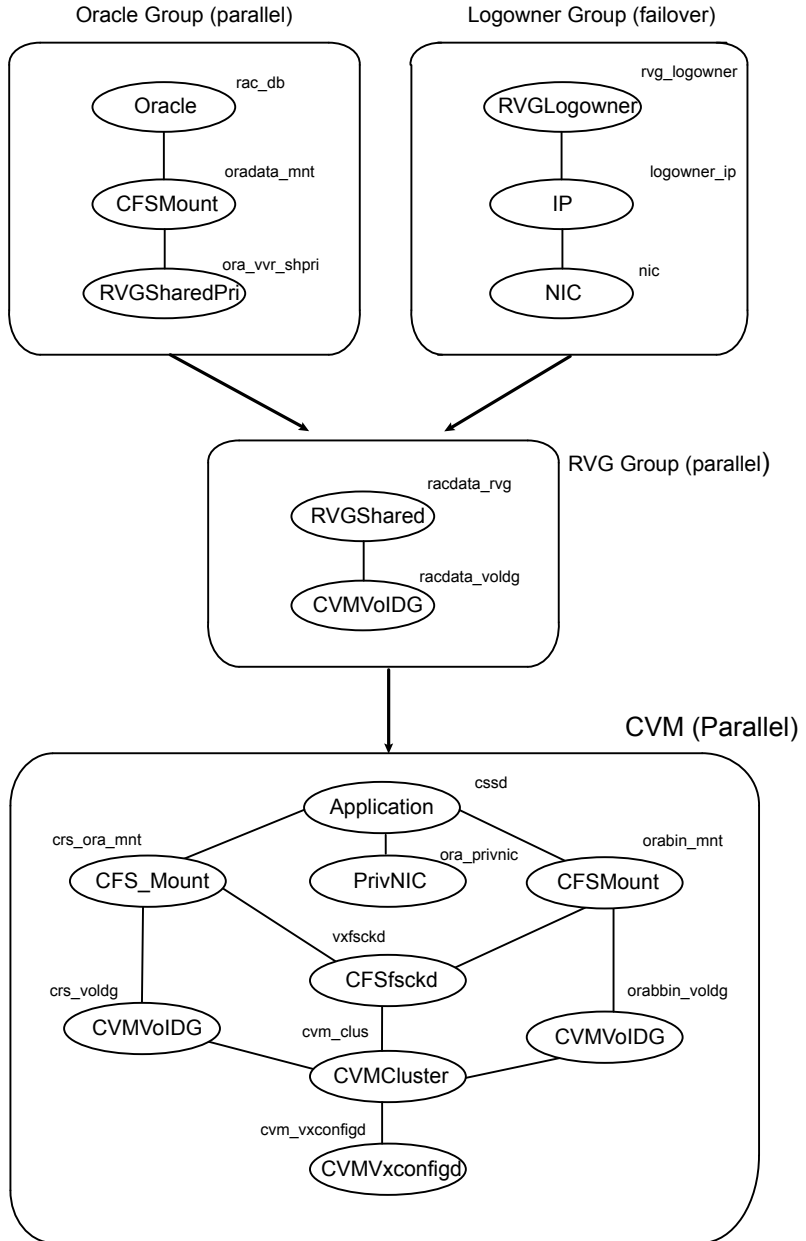 Oracle Group (parallel)
Logowner Group (failover)
rac_db
Oracle
oradata_mnt
CFSMount
ora_vvr_shpri
RVGSharedPri
rvg_logowner
RVGLogowner
logowner_ip
IP
nic
NIC
RVG Group (parallel)
racdata_rvg
RVGShared
racdata_voldg
CVMVolDG
CVM (Parallel)
cssd
Application
crs_ora_mnt
CFS_Mount
ora_privnic
PrivNIC
orabin_mnt
CFSMount
vxfsckd
CFSfsckd
crs_voldg
CVMVolDG
orabbin_voldg
CVMVolDG
cvm_clus
CVMCluster
cvm_vxconfigd
CVMVxconfigd